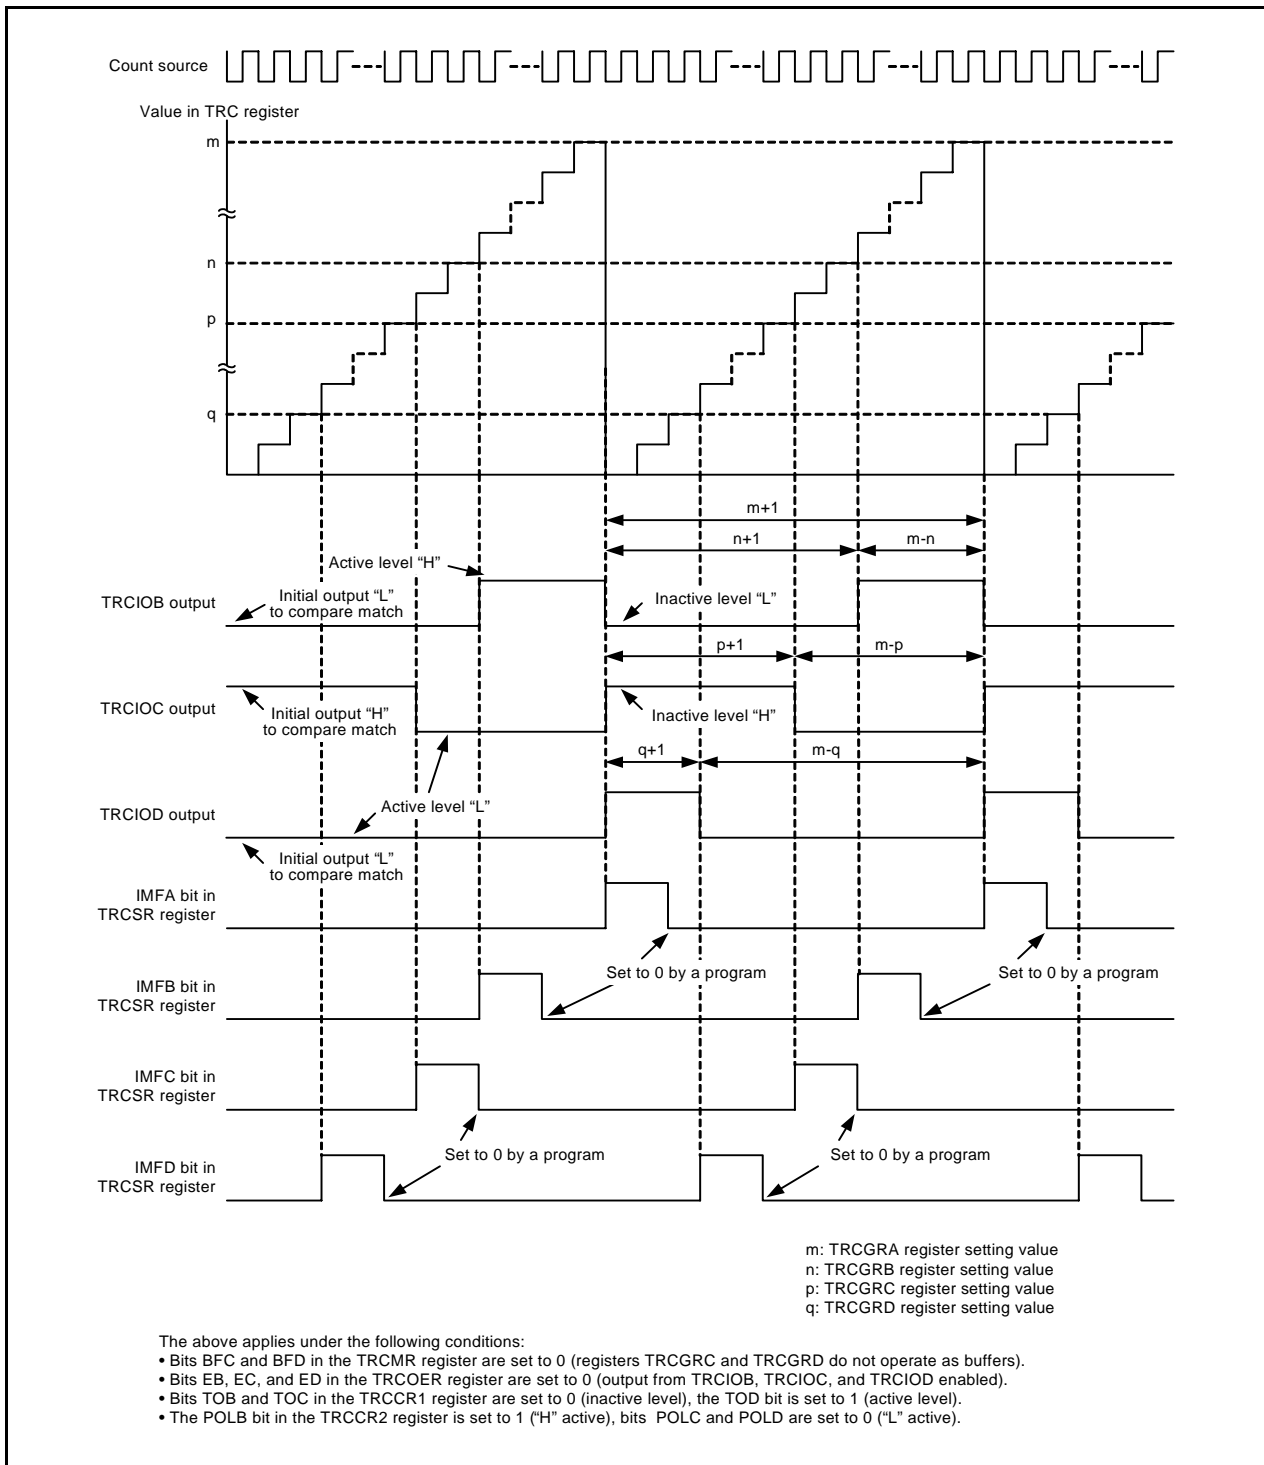 Count source
Value in TRC register
m
n
p
q
m+1
n+1
m-n
Active level “H”
TRCIOB output
Initial output “L”
to compare match
Inactive level “L”
p+1
m-p
TRCIOC output
Initial output “H”
to compare match
Inactive level “H”
q+1
m-q
TRCIOD output
Active level “L”
Initial output “L”
to compare match
IMFA bit in
TRCSR register
Set to 0 by a program
Set to 0 by a program
IMFB bit in
TRCSR register
IMFC bit in
TRCSR register
Set to 0 by a program
Set to 0 by a program
IMFD bit in
TRCSR register
m: TRCGRA register setting value
n: TRCGRB register setting value
p: TRCGRC register setting value
q: TRCGRD register setting value
The above applies under the following conditions:
• Bits BFC and BFD in the TRCMR register are set to 0 (registers TRCGRC and TRCGRD do not operate as buffers).
• Bits EB, EC, and ED in the TRCOER register are set to 0 (output from TRCIOB, TRCIOC, and TRCIOD enabled).
• Bits TOB and TOC in the TRCCR1 register are set to 0 (inactive level), the TOD bit is set to 1 (active level).
• The POLB bit in the TRCCR2 register is set to 1 (“H” active), bits POLC and POLD are set to 0 (“L” active).